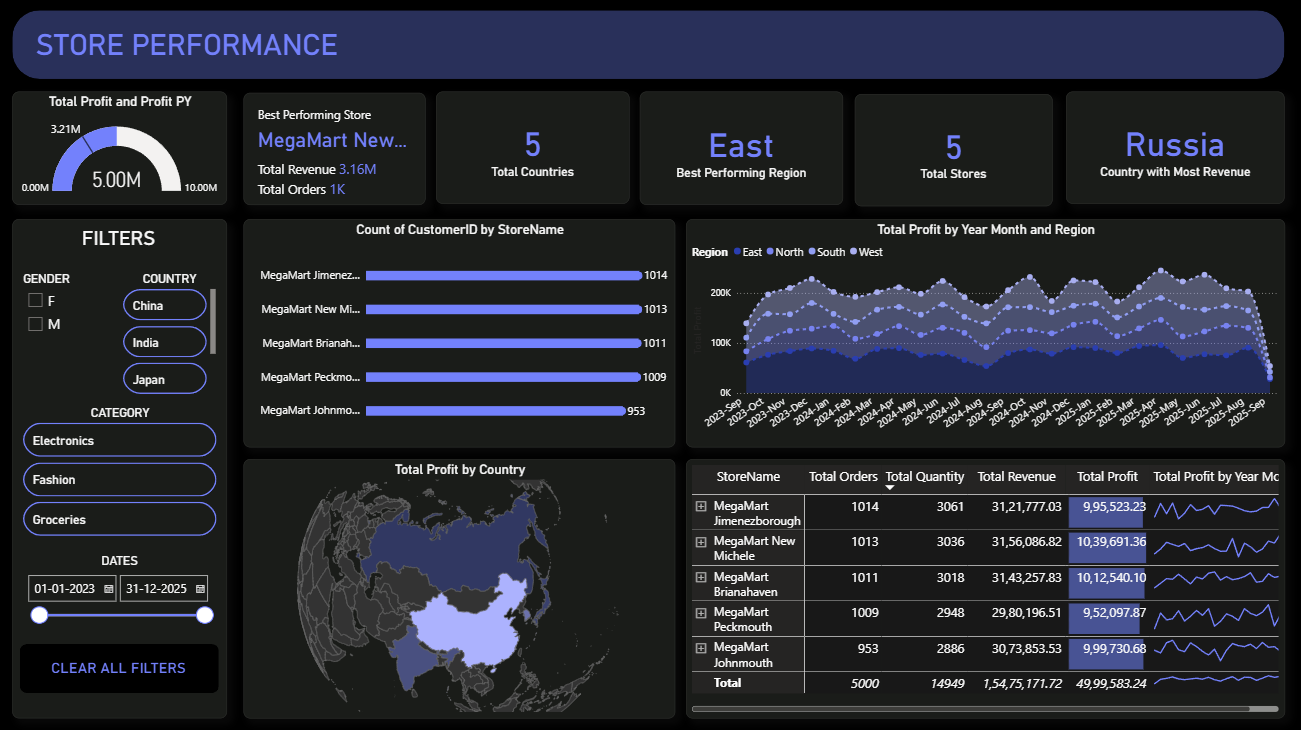 STORE PERFORMANCE
Total Profit and Profit PY
3.21M
0.00M
5.00M
10.00M
Best Performing Store
MegaMart New...
Total Revenue 3.16M
Total Orders 1K
5
Total Countries
East
Best Performing Region
5
Total Stores
Russia
Country with Most Revenue
FILTERS
GENDER
F
M
COUNTRY
China
India
Japan
CATEGORY
Electronics
Fashion
Groceries
DATES
01-01-2023
31-12-2025
CLEAR ALL FILTERS
Count of CustomerID by StoreName
MegaMart Jimenez... 1014
MegaMart New Mi... 1013
MegaMart Brianah... 1011
MegaMart Peckmo... 1009
MegaMart Johnmo... 953
Total Profit by Year Month and Region
Region East North South West
200K
100K
0K
2023-Sep 2023-Oct 2023-Nov 2023-Dec 2024-Jan 2024-Feb 2024-Mar 2024-Apr 2024-May 2024-Jun 2024-Jul 2024-Aug 2024-Sep 2024-Oct 2024-Nov 2024-Dec 2025-Jan 2025-Feb 2025-Mar 2025-Apr 2025-May 2025-Jun 2025-Jul 2025-Aug 2025-Sep
Total Profit by Country
StoreName Total Orders Total Quantity Total Revenue Total Profit Total Profit by Year Mo
MegaMart 1014 3061 31,21,777.03 9,95,523.23
Jimenezborough
MegaMart New 1013 3036 31,56,086.82 10,39,691.36
Michele
MegaMart 1011 3018 31,43,257.83 10,12,540.10
Brianahaven
MegaMart 1009 2948 29,80,196.51 9,52,097.87
Peckmouth
MegaMart 953 2886 30,73,853.53 9,99,730.68
Johnmouth
Total 5000 14949 1,54,75,171.72 49,99,583.24